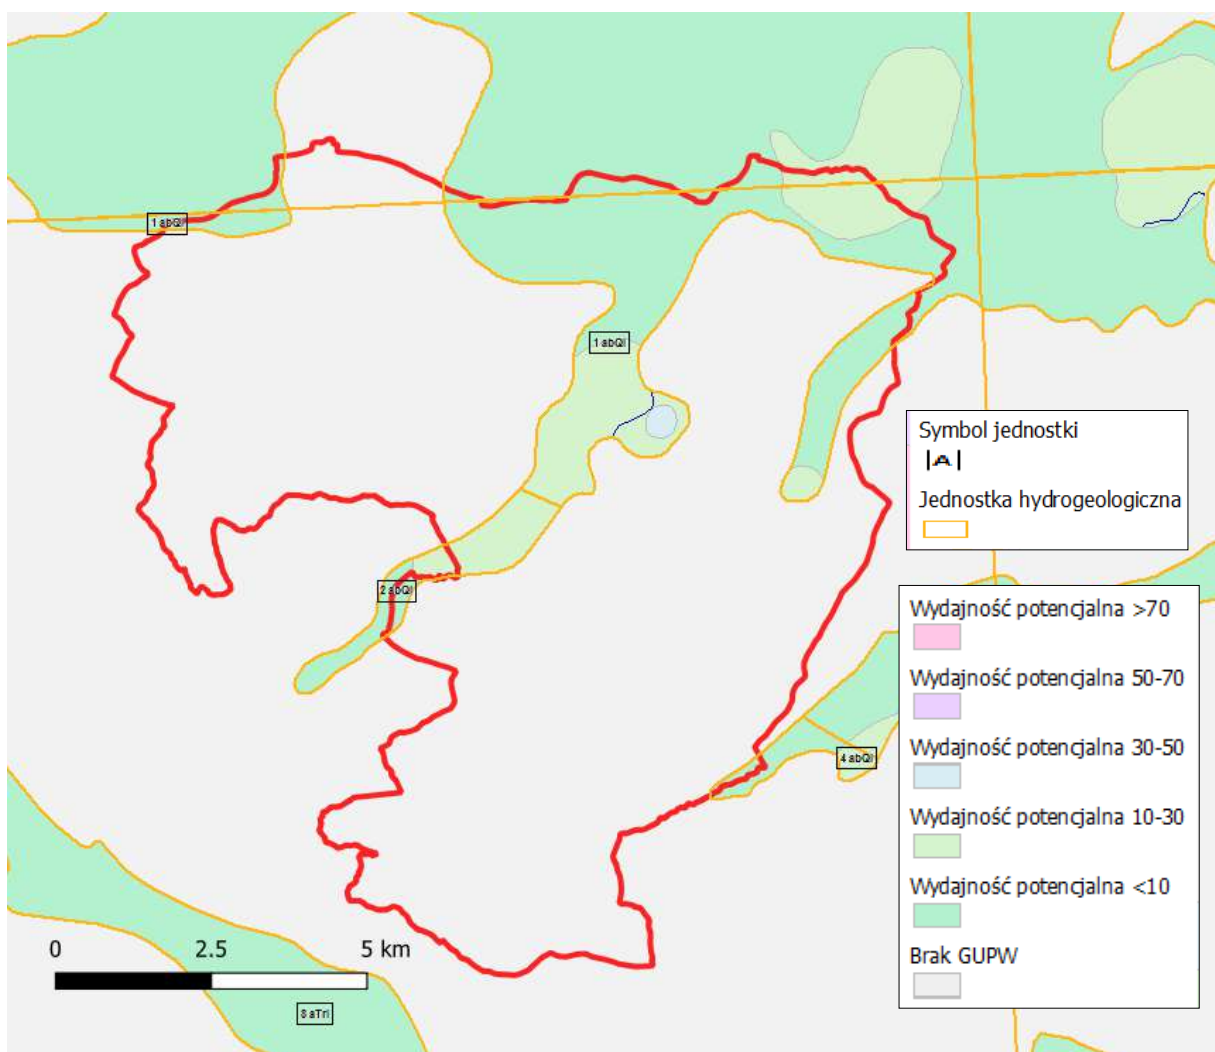 1 abQI
1 abQI
Symbol jednostki
|A|
Jednostka hydrogeologiczna
2 abQI
Wydajność potencjalna >70
Wydajność potencjalna 50-70
Wydajność potencjalna 30-50
4 abQI
Wydajność potencjalna 10-30
Wydajność potencjalna <10
Brak GUPW
0 2.5 5 km
8 aTrI